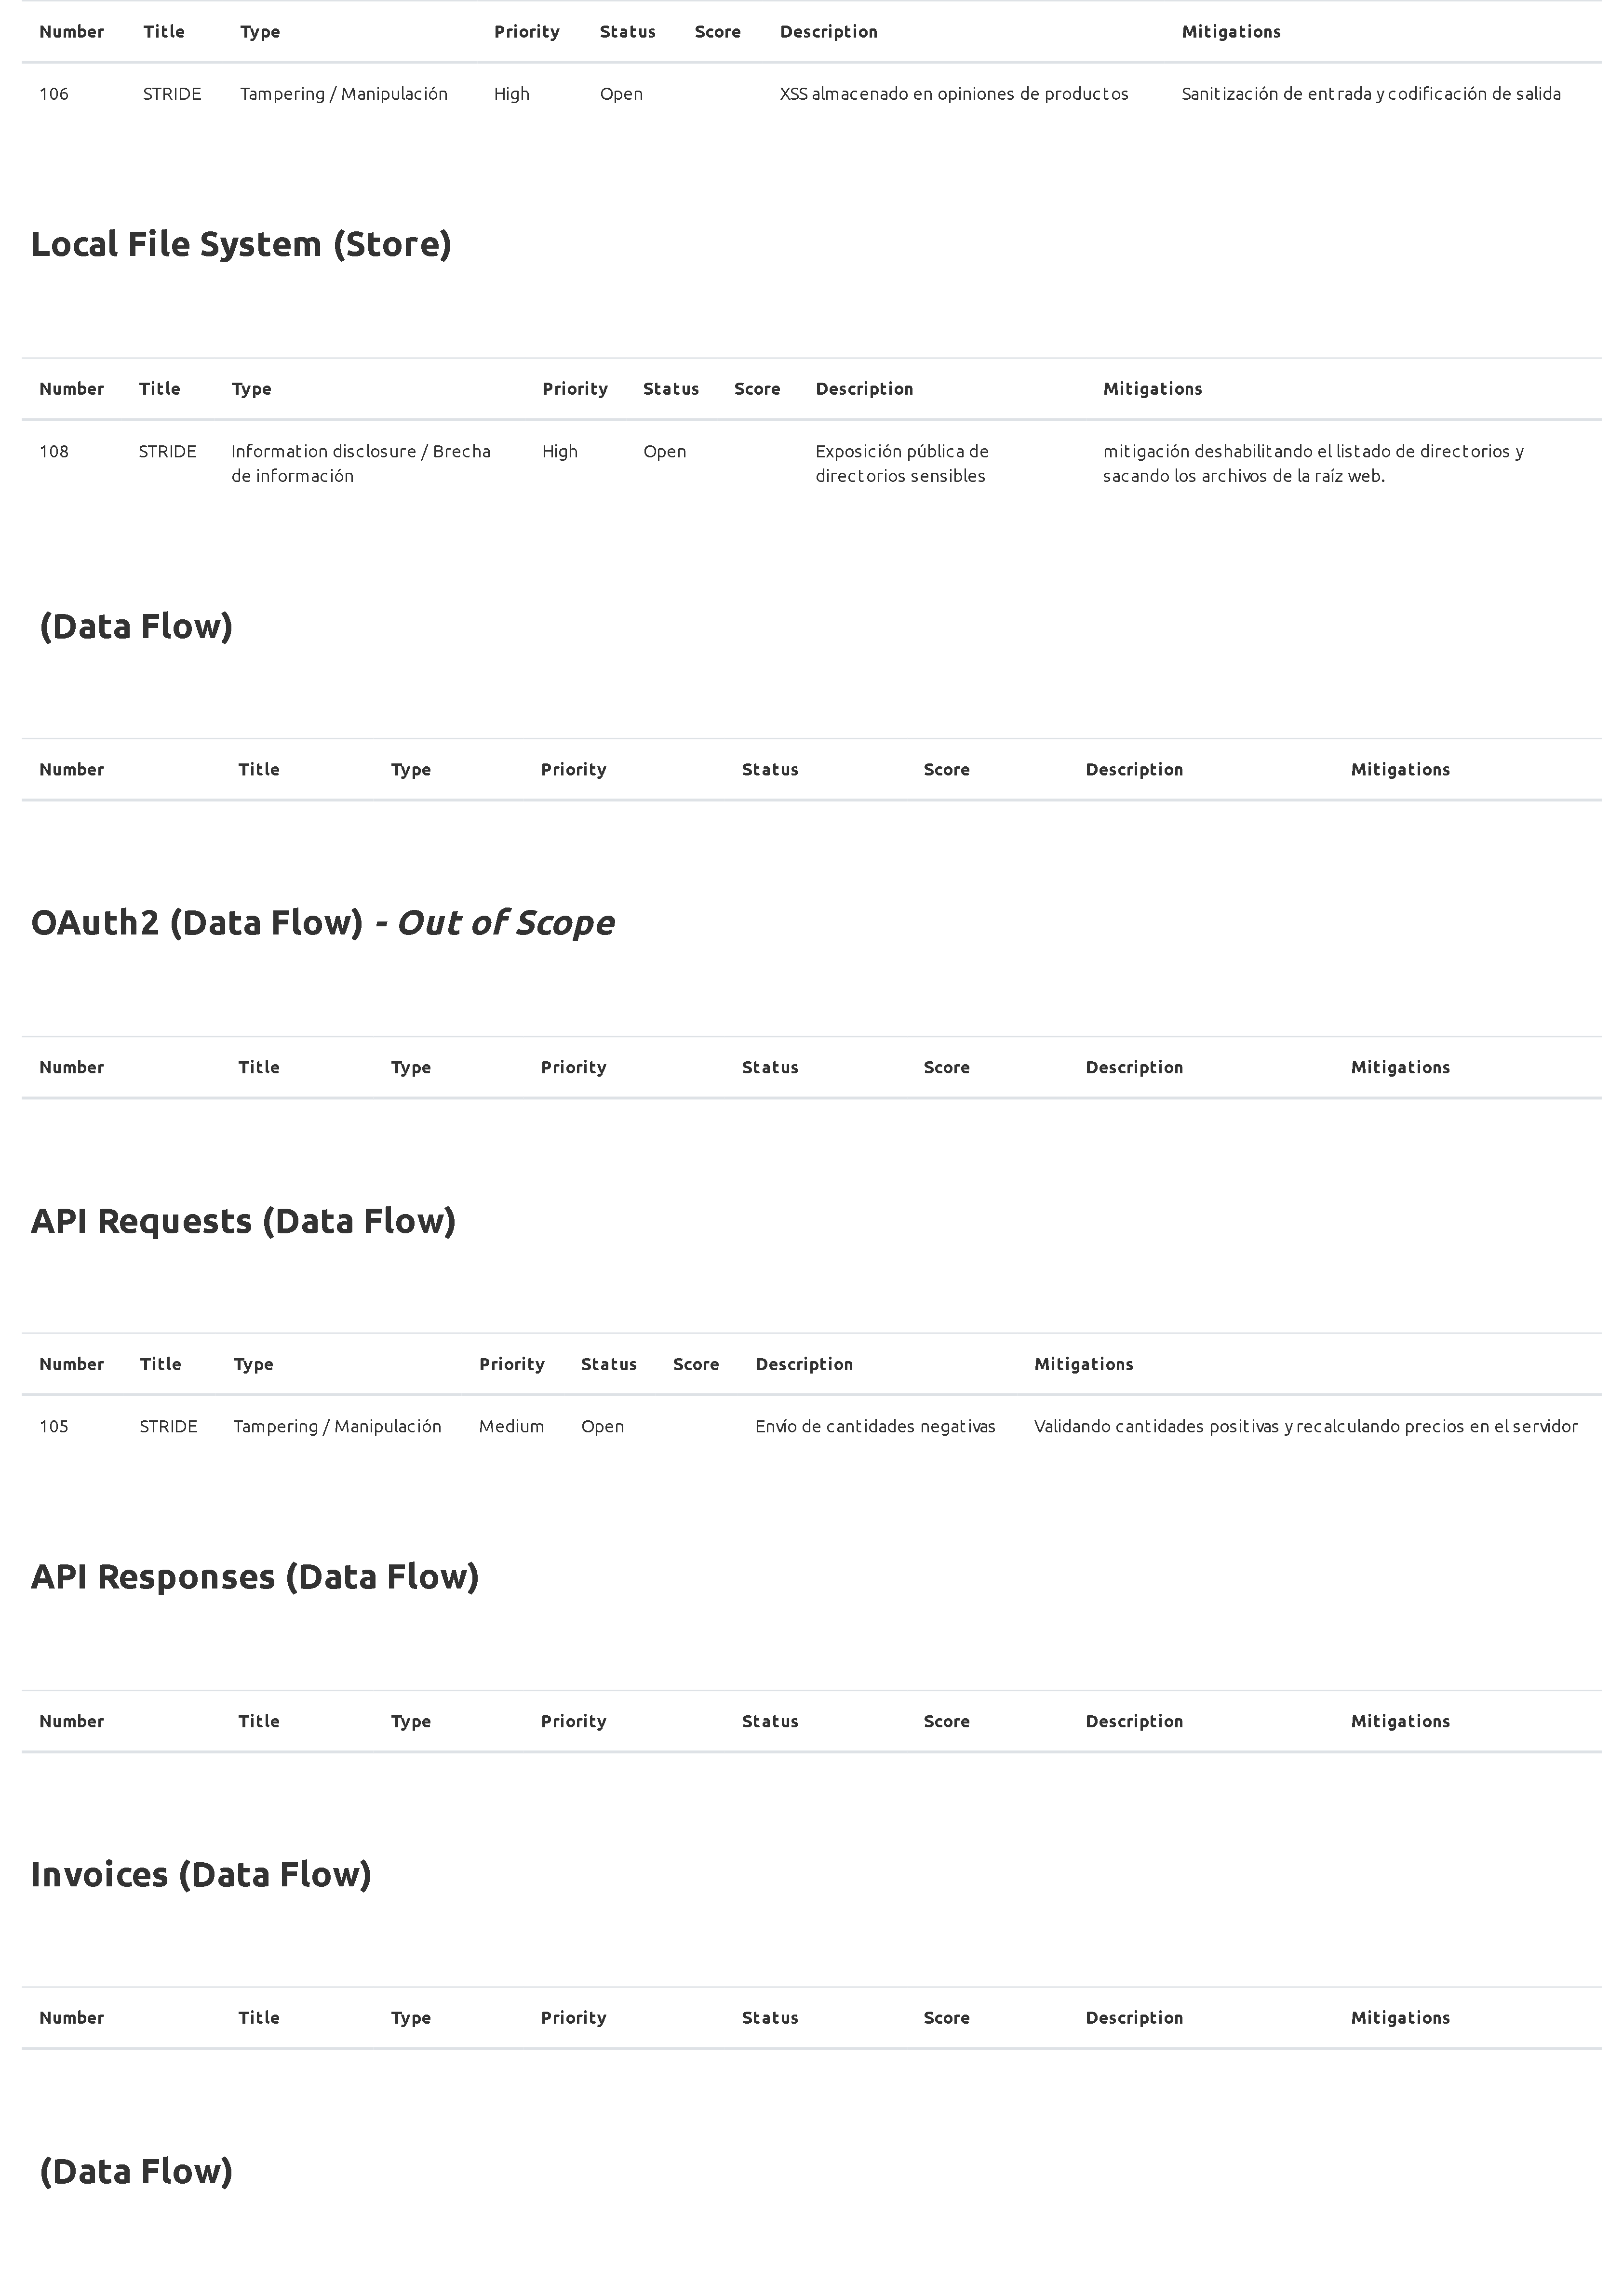 Number Title Type Priority Status Score Description Mitigations
106 STRIDE Tampering / Manipulación High Open XSS almacenado en opiniones de productos Sanitización de entrada y codificación de salida
Local File System (Store)
Number Title Type Priority Status Score Description Mitigations
108 STRIDE Information disclosure / Brecha High Open Exposición pública de mitigación deshabilitando el listado de directorios y
de información directorios sensibles sacando los archivos de la raíz web.
(Data Flow)
Number Title Type Priority Status Score Description Mitigations
OAuth2 (Data Flow) - Out of Scope
Number Title Type Priority Status Score Description Mitigations
API Requests (Data Flow)
Number Title Type Priority Status Score Description Mitigations
105 STRIDE Tampering / Manipulación Medium Open Envío de cantidades negativas Validando cantidades positivas y recalculando precios en el servidor
API Responses (Data Flow)
Number Title Type Priority Status Score Description Mitigations
Invoices (Data Flow)
Number Title Type Priority Status Score Description Mitigations
(Data Flow)